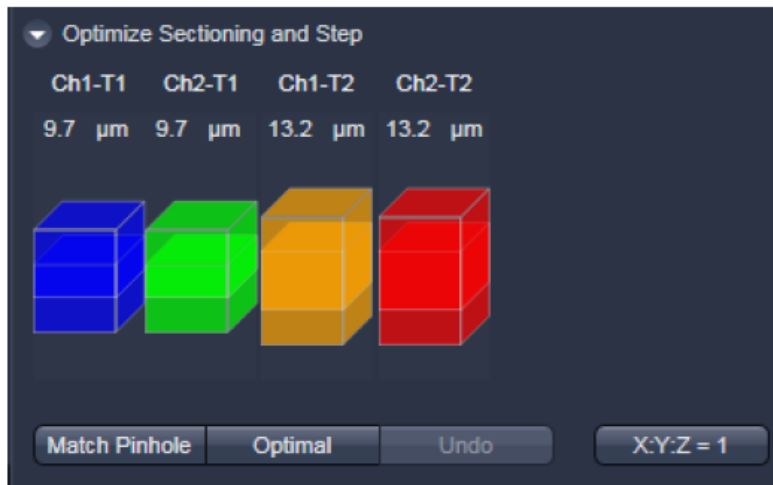 Optimize Sectioning and Step
Ch1-T1 Ch2-T1 Ch1-T2 Ch2-T2
9.7 µm 9.7 µm 13.2 µm 13.2 µm
Match Pinhole Optimal Undo X:Y:Z = 1